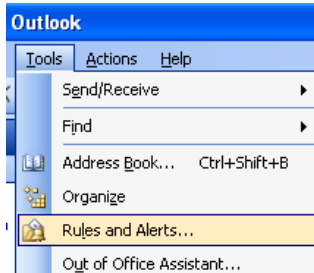 Outlook
Tools Actions Help
Send/Receive
Find
Address Book... Ctrl+Shift+B
Organize
Rules and Alerts...
Out of Office Assistant...